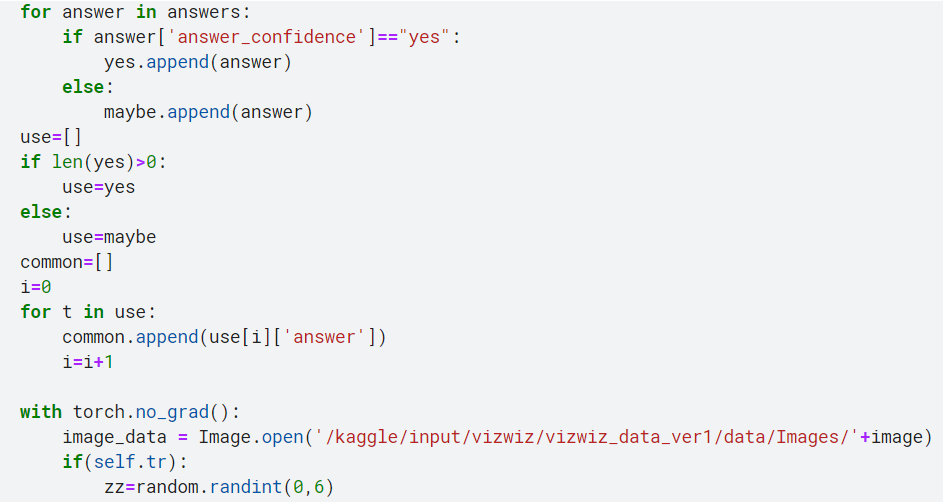 for answer in answers:
    if answer['answer_confidence']=="yes":
        yes.append(answer)
    else:
        maybe.append(answer)
use=[]
if len(yes)>0:
    use=yes
else:
    use=maybe
common=[]
i=0
for t in use:
    common.append(use[i]['answer'])
    i=i+1

with torch.no_grad():
    image_data = Image.open('/kaggle/input/vizwiz/vizwiz_data_ver1/data/Images/'+image)
    if(self.tr):
        zz=random.randint(0,6)